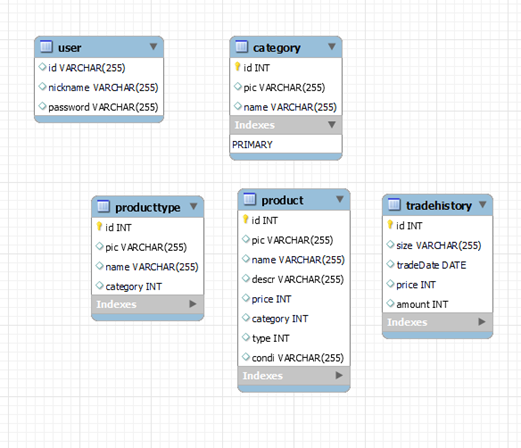 user
id VARCHAR(255)
nickname VARCHAR(255)
password VARCHAR(255)
category
id INT
pic VARCHAR(255)
name VARCHAR(255)
Indexes
PRIMARY
producttype
id INT
pic VARCHAR(255)
name VARCHAR(255)
category INT
Indexes
product
id INT
pic VARCHAR(255)
name VARCHAR(255)
descr VARCHAR(255)
price INT
category INT
type INT
condi VARCHAR(255)
Indexes
tradehistory
id INT
size VARCHAR(255)
tradeDate DATE
price INT
amount INT
Indexes